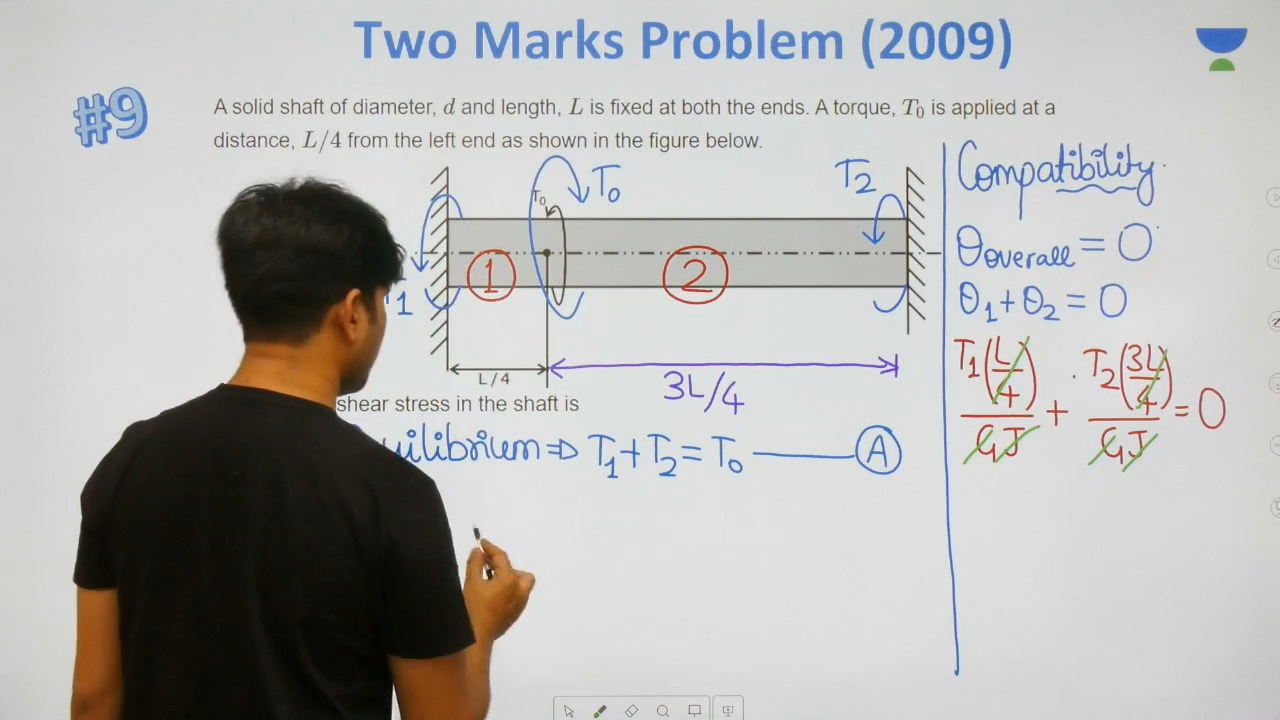 Two Marks Problem (2009)
#9
A solid shaft of diameter, d and length, L is fixed at both the ends. A torque, T₀ is applied at a
distance, L/4 from the left end as shown in the figure below.
T₀
T₀
T₂
1
1
2
L/4
3L/4
shear stress in the shaft is
uilibrium ⇒ T₁ + T₂ = T₀ — A
Compatibility
θoverall = 0
θ₁ + θ₂ = 0
T₁(L/4)/GJ + T₂(3L/4)/GJ = 0